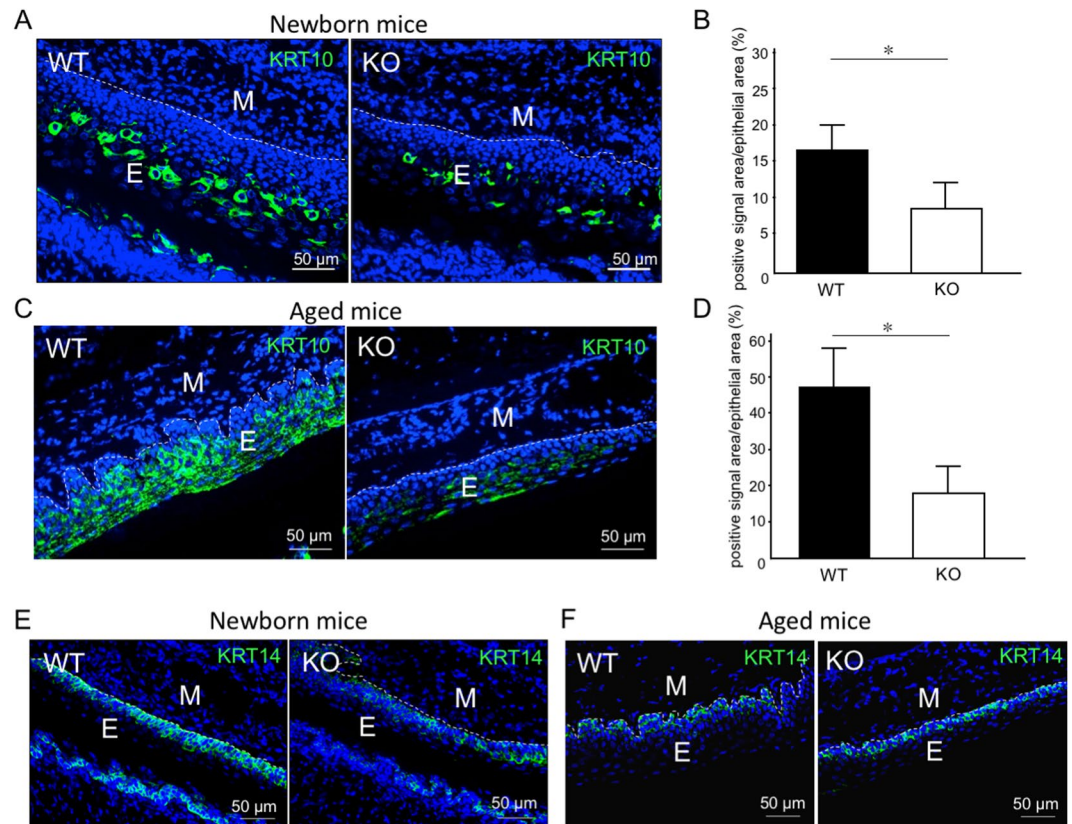 A
Newborn mice
WT
KRT10
M
E
50 µm
KO
KRT10
M
E
50 µm
B
positive signal area/epithelial area (%)
30
20
15
10
5
0
*
WT
KO
C
Aged mice
WT
KRT10
M
E
50 µm
KO
KRT10
M
E
50 µm
D
positive signal area/epithelial area (%)
60
50
40
30
20
10
0
*
WT
KO
E
Newborn mice
WT
KRT14
M
E
50 µm
KO
KRT14
M
E
50 µm
F
Aged mice
WT
KRT14
M
E
50 µm
KO
KRT14
M
E
50 µm